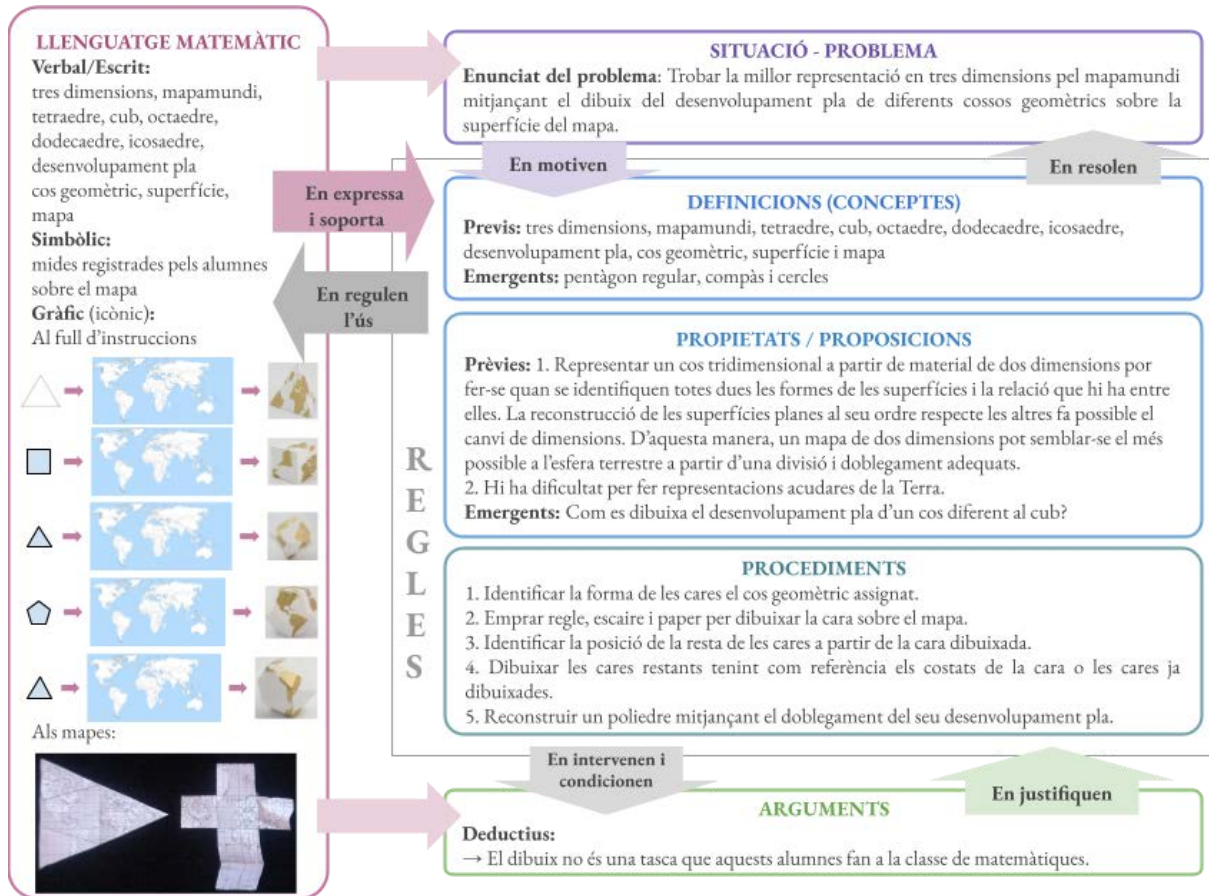 LLENGUATGE MATEMÀTIC
Verbal/Escrit:
tres dimensions, mapamundi,
tetraedre, cub, octaedre,
dodecaedre, icosaedre,
desenvolupament pla
cos geomètric, superfície,
mapa
Simbòlic:
mides registrades pels alumnes
sobre el mapa
Gràfic (icònic):
Al full d'instruccions
Als mapes:
En expressa
i soporta
En regulen
l'ús
SITUACIÓ - PROBLEMA
Enunciat del problema: Trobar la millor representació en tres dimensions pel mapamundi
mitjançant el dibuix del desenvolupament pla de diferents cossos geomètrics sobre la
superfície del mapa.
En motiven
En resolen
DEFINICIONS (CONCEPTES)
Previs: tres dimensions, mapamundi, tetraedre, cub, octaedre, dodecaedre, icosaedre,
desenvolupament pla, cos geomètric, superfície i mapa
Emergents: pentàgon regular, compàs i cercles
REGLES
PROPIETATS / PROPOSICIONS
Prèvies: 1. Representar un cos tridimensional a partir de material de dos dimensions por
fer-se quan se identifiquen totes dues les formes de les superfícies i la relació que hi ha entre
elles. La reconstrucció de les superfícies planes al seu ordre respecte les altres fa possible el
canvi de dimensions. D'aquesta manera, un mapa de dos dimensions pot semblar-se el més
possible a l'esfera terrestre a partir d'una divisió i doblegament adequats.
2. Hi ha dificultat per fer representacions acudares de la Terra.
Emergents: Com es dibuixa el desenvolupament pla d'un cos diferent al cub?
PROCEDIMENTS
1. Identificar la forma de les cares el cos geomètric assignat.
2. Emprar regle, escaire i paper per dibuixar la cara sobre el mapa.
3. Identificar la posició de la resta de les cares a partir de la cara dibuixada.
4. Dibuixar les cares restants tenint com referència els costats de la cara o les cares ja
dibuixades.
5. Reconstruir un poliedre mitjançant el doblegament del seu desenvolupament pla.
En intervenen i
condicionen
En justifiquen
ARGUMENTS
Deductius:
→ El dibuix no és una tasca que aquests alumnes fan a la classe de matemàtiques.